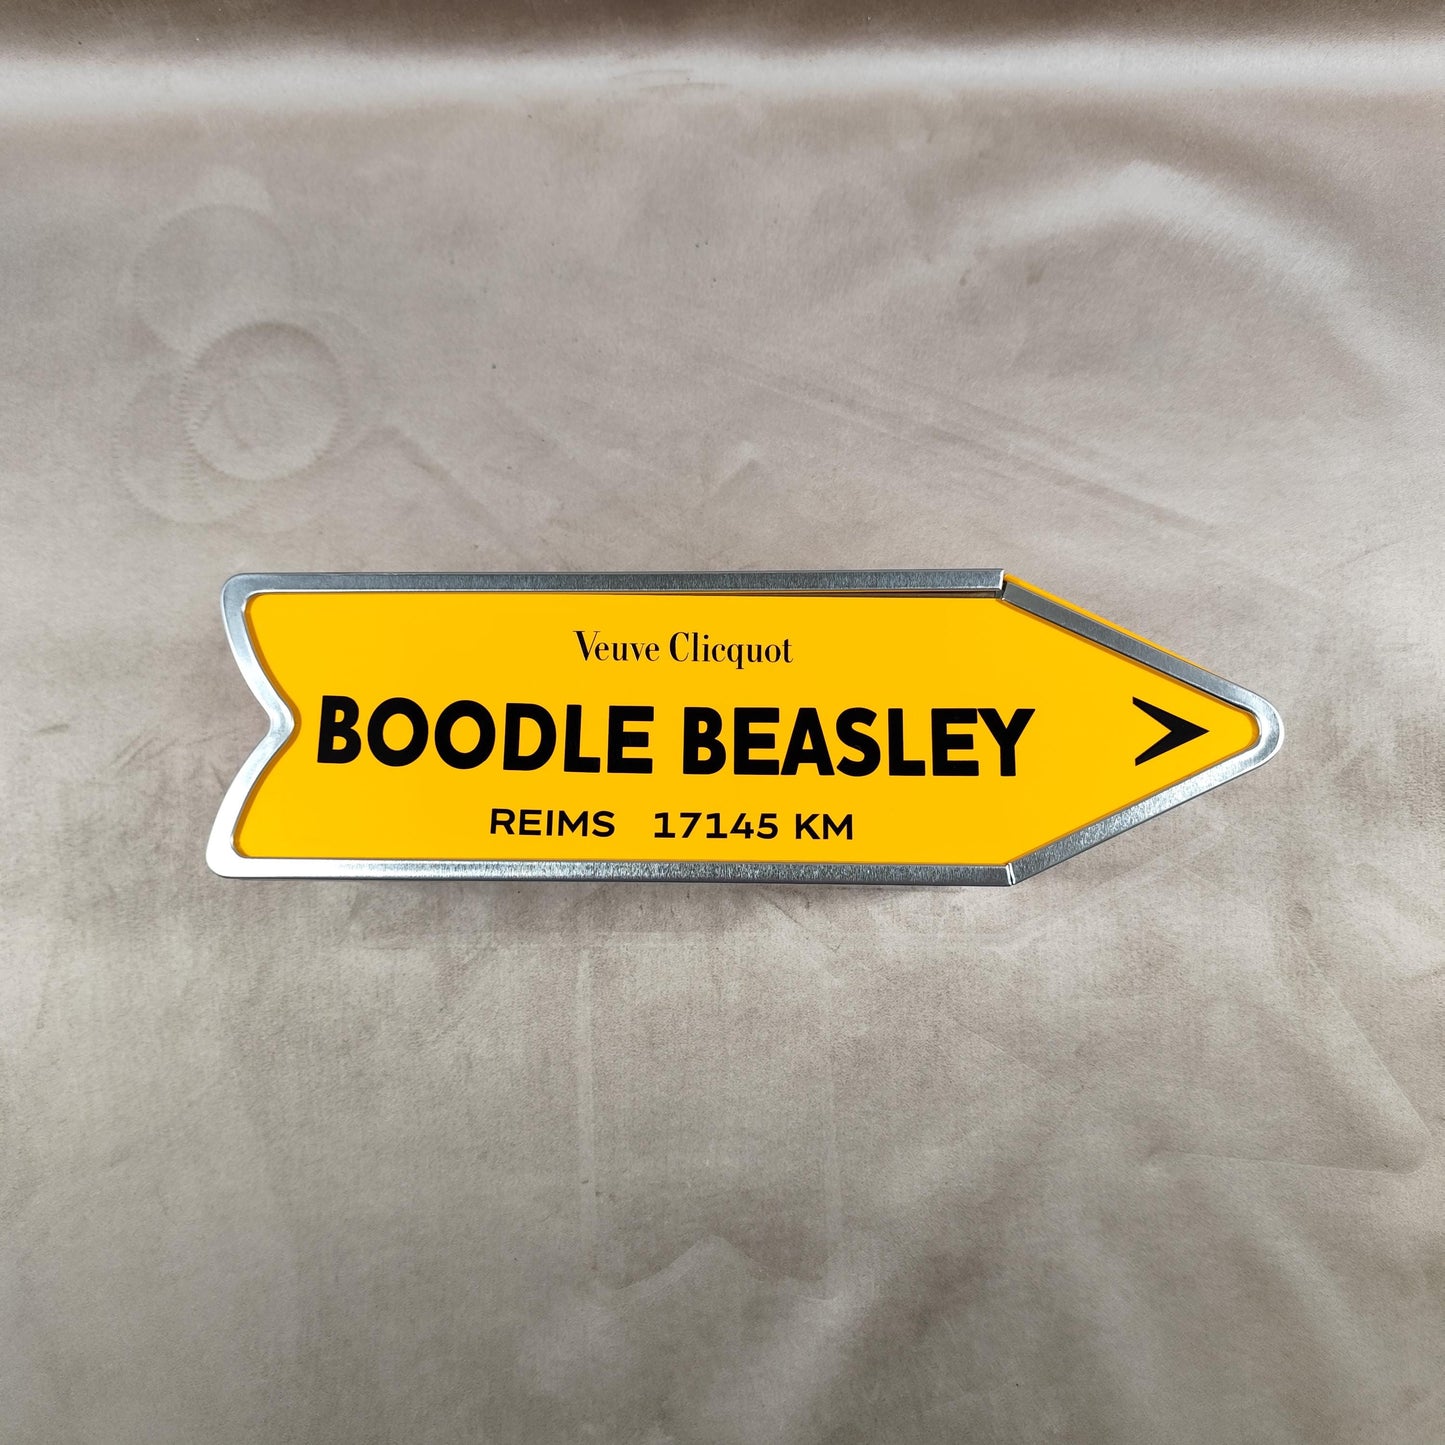 Veuve Clicquot
BOODLE BEASLEY
REIMS 17145 KM